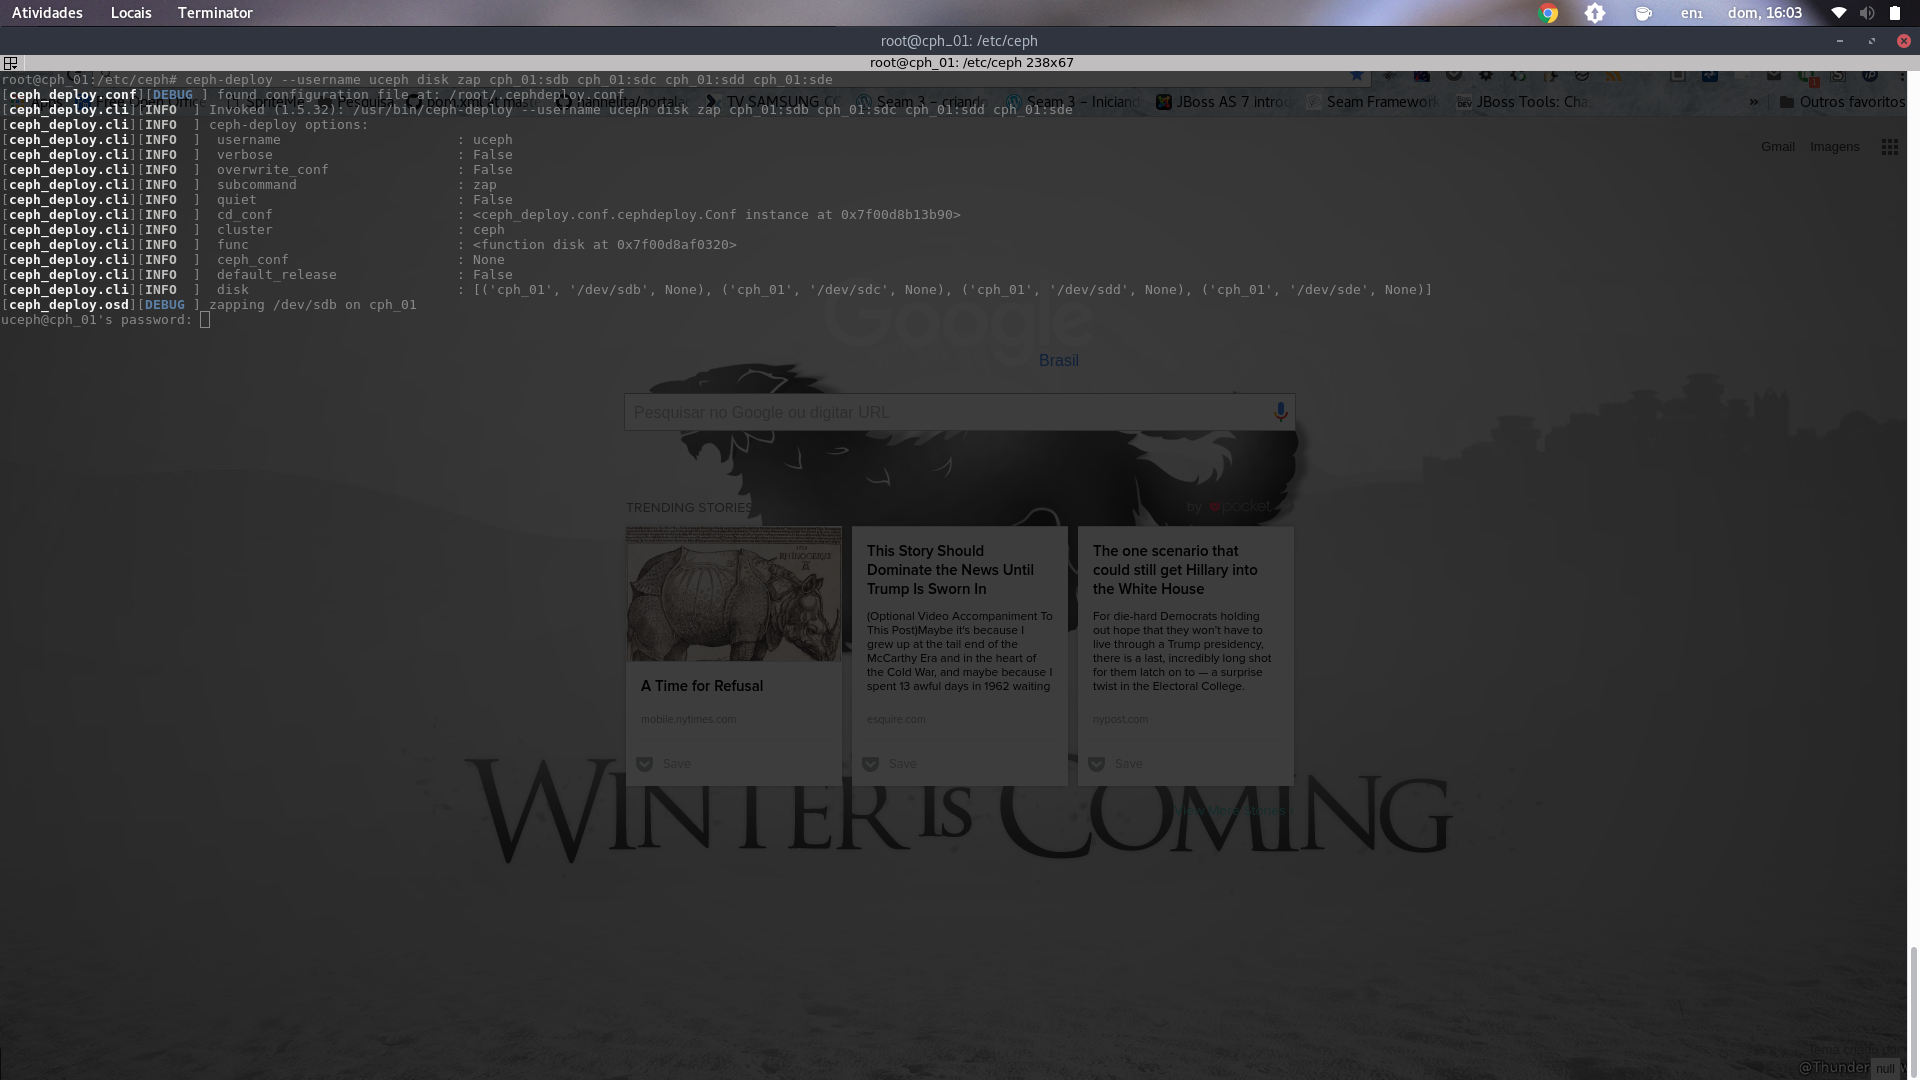 Atividades Locais Terminator en₁ dom, 16:03
root@cph_01: /etc/ceph
root@cph_01: /etc/ceph 238x67
root@cph_01:/etc/ceph# ceph-deploy --username uceph disk zap cph_01:sdb cph_01:sdc cph_01:sdd cph_01:sde
[ceph_deploy.conf][DEBUG ] found configuration file at: /root/.cephdeploy.conf
Pesquisa pom.xml at mast nannelita/portal TV SAMSUNG Seam 3 – criand Seam 3 – Iniciand JBoss AS 7 introd Seam Framework JBoss Tools: Cha » Outros favoritos
[ceph_deploy.cli][INFO  ] Invoked (1.5.32): /usr/bin/ceph-deploy --username uceph disk zap cph_01:sdb cph_01:sdc cph_01:sdd cph_01:sde
[ceph_deploy.cli][INFO  ] ceph-deploy options:
[ceph_deploy.cli][INFO  ]  username                      : uceph
Gmail Imagens
[ceph_deploy.cli][INFO  ]  verbose                       : False
[ceph_deploy.cli][INFO  ]  overwrite_conf                : False
[ceph_deploy.cli][INFO  ]  subcommand                    : zap
[ceph_deploy.cli][INFO  ]  quiet                         : False
[ceph_deploy.cli][INFO  ]  cd_conf                       : <ceph_deploy.conf.cephdeploy.Conf instance at 0x7f00d8b13b90>
[ceph_deploy.cli][INFO  ]  cluster                       : ceph
[ceph_deploy.cli][INFO  ]  func                          : <function disk at 0x7f00d8af0320>
[ceph_deploy.cli][INFO  ]  ceph_conf                     : None
[ceph_deploy.cli][INFO  ]  default_release               : False
[ceph_deploy.cli][INFO  ]  disk                          : [('cph_01', '/dev/sdb', None), ('cph_01', '/dev/sdc', None), ('cph_01', '/dev/sdd', None), ('cph_01', '/dev/sde', None)]
[ceph_deploy.osd][DEBUG ] zapping /dev/sdb on cph_01
uceph@cph_01's password:
Google
Brasil
Pesquisar no Google ou digitar URL
TRENDING STORIES by pocket
RHINOCERVS
A Time for Refusal
mobile.nytimes.com
Save
This Story Should
Dominate the News Until
Trump Is Sworn In
(Optional Video Accompaniment To
This Post)Maybe it's because I
grew up at the tail end of the
McCarthy Era and in the heart of
the Cold War, and maybe because I
spent 13 awful days in 1962 waiting
esquire.com
Save
The one scenario that
could still get Hillary into
the White House
For die-hard Democrats holding
out hope that they won't have to
live through a Trump presidency,
there is a last, incredibly long shot
for them latch on to — a surprise
twist in the Electoral College.
nypost.com
Save
View More Stories
WINTER IS COMING
@Thunder
null